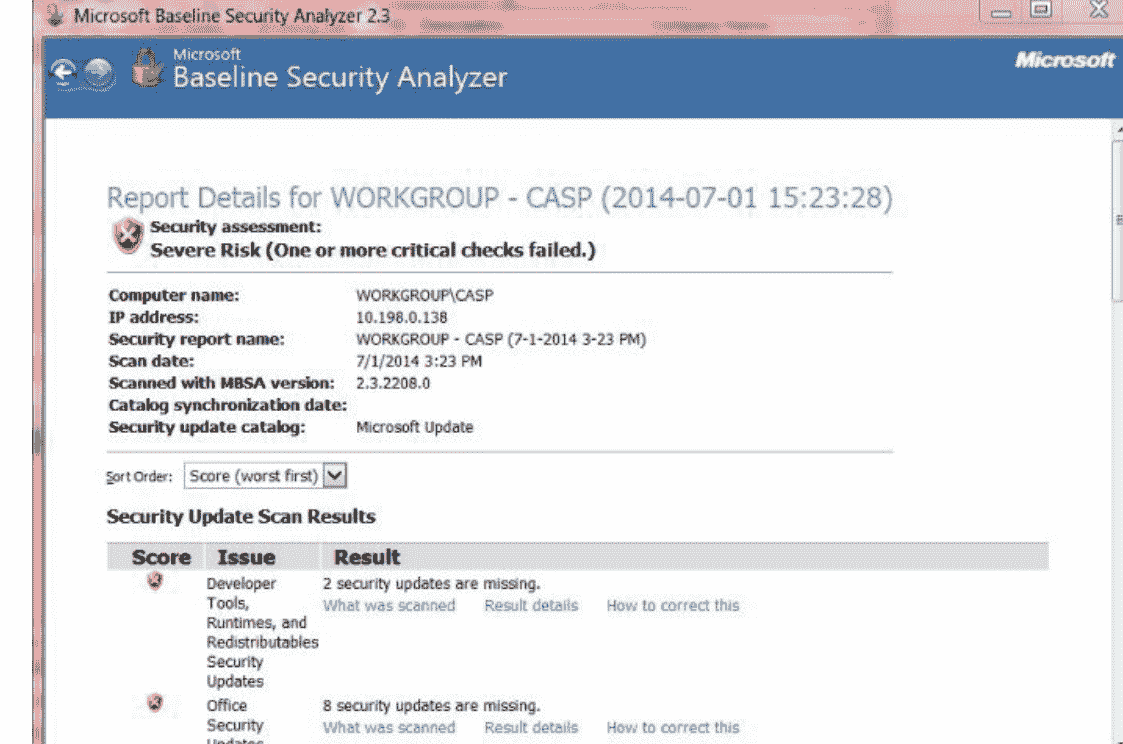 Microsoft Baseline Security Analyzer 2.3
Microsoft
Baseline Security Analyzer
Microsoft
Report Details for WORKGROUP - CASP (2014-07-01 15:23:28)
Security assessment:
Severe Risk (One or more critical checks failed.)
Computer name: WORKGROUP\CASP
IP address: 10.198.0.138
Security report name: WORKGROUP - CASP (7-1-2014 3-23 PM)
Scan date: 7/1/2014 3:23 PM
Scanned with MBSA version: 2.3.2208.0
Catalog synchronization date:
Security update catalog: Microsoft Update
Sort Order: Score (worst first)
Security Update Scan Results
Score Issue Result
Developer 2 security updates are missing.
Tools, What was scanned Result details How to correct this
Runtimes, and
Redistributables
Security
Updates
Office 8 security updates are missing.
Security What was scanned Result details How to correct this
Updates